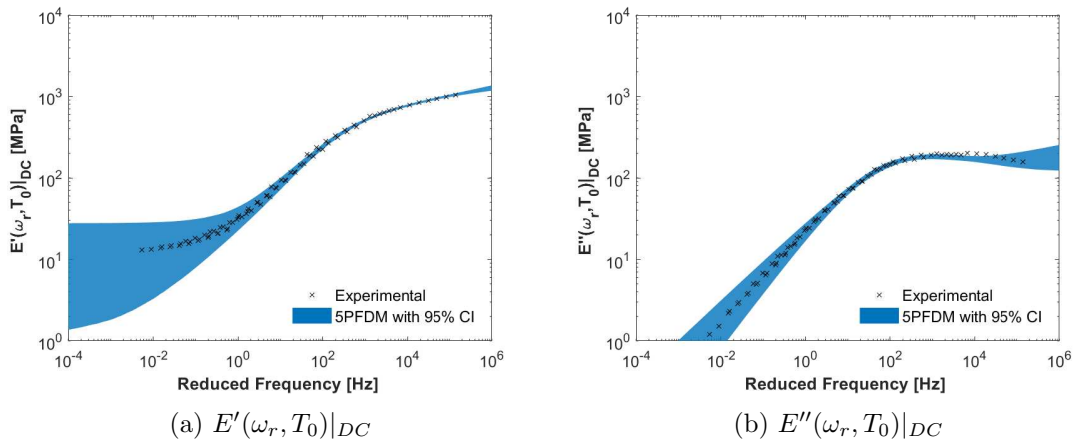 10^4
10^3
10^2
10^1
10^0
10^-4
10^-2
10^0
10^2
10^4
10^6
E'(ω_r,T_0)|_DC [MPa]
Reduced Frequency [Hz]
Experimental
5PFDM with 95% CI
(a) E'(ω_r, T_0)|_DC
10^4
10^3
10^2
10^1
10^0
10^-4
10^-2
10^0
10^2
10^4
10^6
E''(ω_r,T_0)|_DC [MPa]
Reduced Frequency [Hz]
Experimental
5PFDM with 95% CI
(b) E''(ω_r, T_0)|_DC